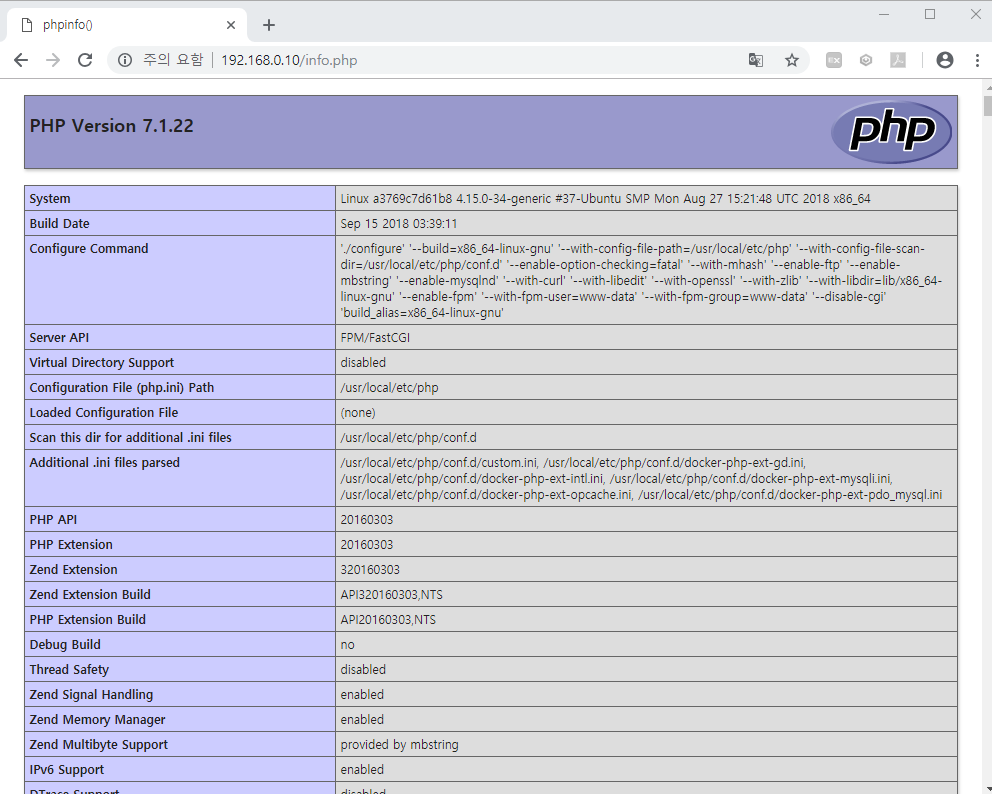 phpinfo()
주의 요함 192.168.0.10/info.php
PHP Version 7.1.22
php
System Linux a3769c7d61b8 4.15.0-34-generic #37-Ubuntu SMP Mon Aug 27 15:21:48 UTC 2018 x86_64
Build Date Sep 15 2018 03:39:11
Configure Command './configure' '--build=x86_64-linux-gnu' '--with-config-file-path=/usr/local/etc/php' '--with-config-file-scan-
dir=/usr/local/etc/php/conf.d' '--enable-option-checking=fatal' '--with-mhash' '--enable-ftp' '--enable-
mbstring' '--enable-mysqlnd' '--with-curl' '--with-libedit' '--with-openssl' '--with-zlib' '--with-libdir=lib/x86_64-
linux-gnu' '--enable-fpm' '--with-fpm-user=www-data' '--with-fpm-group=www-data' '--disable-cgi'
'build_alias=x86_64-linux-gnu'
Server API FPM/FastCGI
Virtual Directory Support disabled
Configuration File (php.ini) Path /usr/local/etc/php
Loaded Configuration File (none)
Scan this dir for additional .ini files /usr/local/etc/php/conf.d
Additional .ini files parsed /usr/local/etc/php/conf.d/custom.ini, /usr/local/etc/php/conf.d/docker-php-ext-gd.ini,
/usr/local/etc/php/conf.d/docker-php-ext-intl.ini, /usr/local/etc/php/conf.d/docker-php-ext-mysqli.ini,
/usr/local/etc/php/conf.d/docker-php-ext-opcache.ini, /usr/local/etc/php/conf.d/docker-php-ext-pdo_mysql.ini
PHP API 20160303
PHP Extension 20160303
Zend Extension 320160303
Zend Extension Build API320160303,NTS
PHP Extension Build API20160303,NTS
Debug Build no
Thread Safety disabled
Zend Signal Handling enabled
Zend Memory Manager enabled
Zend Multibyte Support provided by mbstring
IPv6 Support enabled
DTrace Support disabled